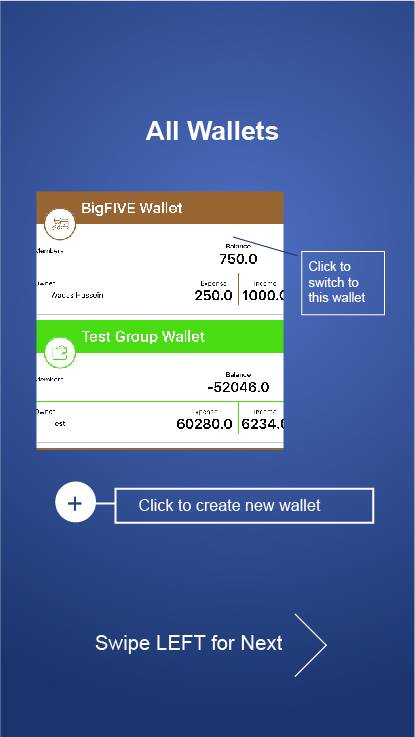 All Wallets
BigFIVE Wallet
Members
Balance
750.0
Click to
switch to
this wallet
Owner
Expense
Income
Waqas Hussain
250.0
1000.0
Test Group Wallet
Members
Balance
-52046.0
Owner
Expense
Income
60280.0
6234.0
+
Click to create new wallet
Swipe LEFT for Next